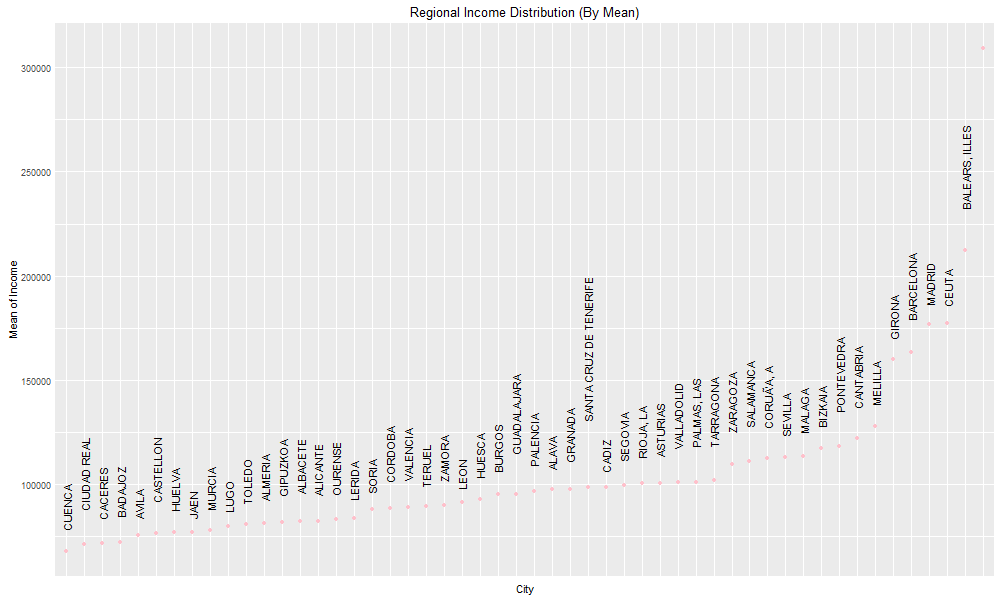 Regional Income Distribution (By Mean)
Mean of Income
300000
250000
200000
150000
100000
CUENCA
CIUDAD REAL
CACERES
BADAJOZ
AVILA
CASTELLON
HUELVA
JAEN
MURCIA
LUGO
TOLEDO
ALMERIA
GIPUZKOA
ALBACETE
ALICANTE
OURENSE
LERIDA
SORIA
CORDOBA
VALENCIA
TERUEL
ZAMORA
LEON
HUESCA
BURGOS
GUADALAJARA
PALENCIA
ALAVA
GRANADA
SANTA CRUZ DE TENERIFE
CADIZ
SEGOVIA
RIOJA, LA
ASTURIAS
VALLADOLID
PALMAS, LAS
TARRAGONA
ZARAGOZA
SALAMANCA
CORUÃ'A, A
SEVILLA
MALAGA
BIZKAIA
PONTEVEDRA
CANTABRIA
MELILLA
GIRONA
BARCELONA
MADRID
CEUTA
BALEARS, ILLES
City